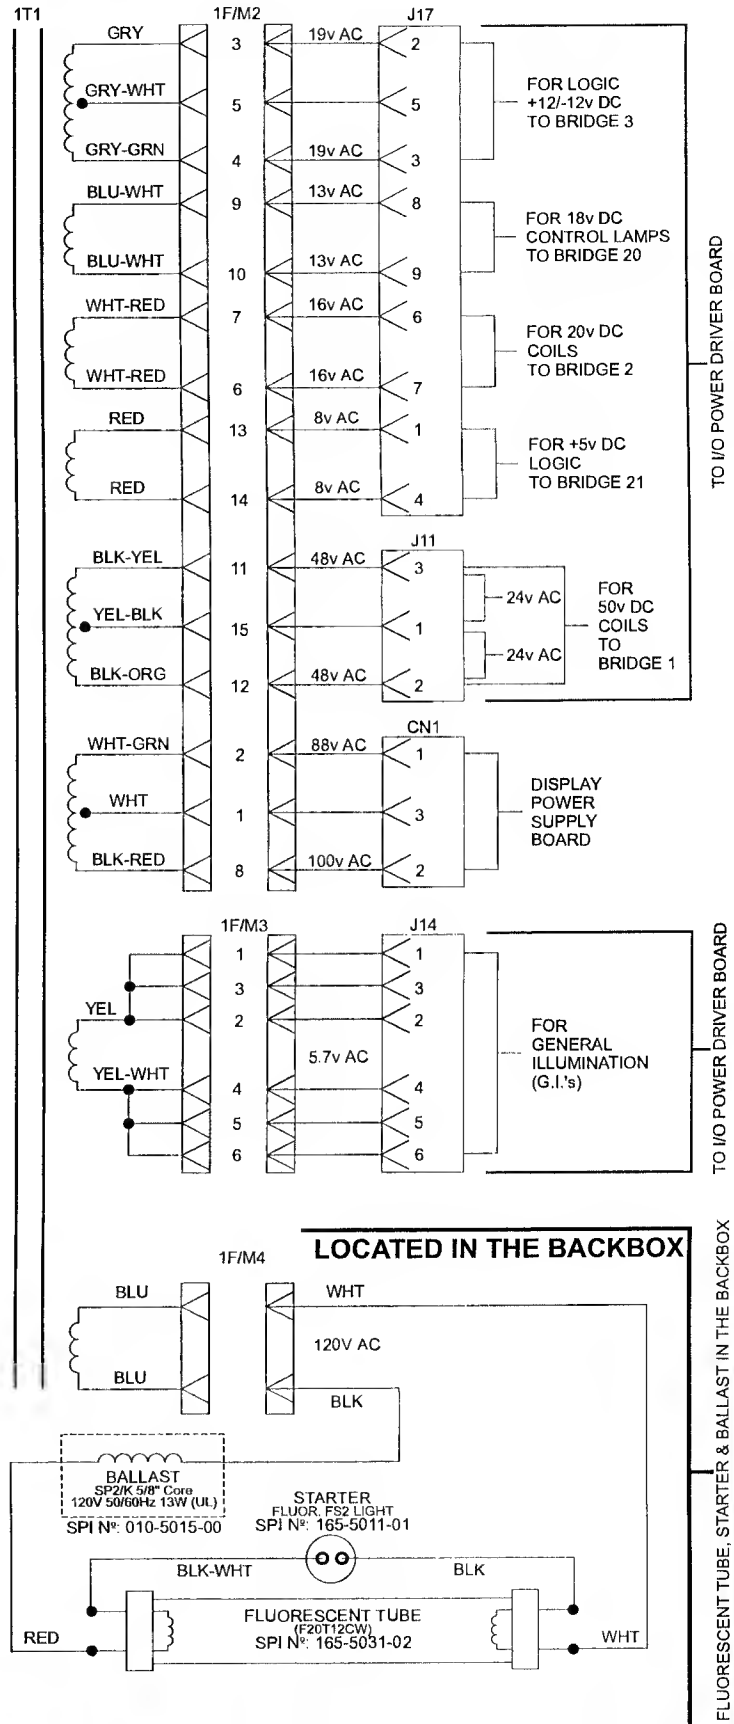 1T1
1F/M2
J17
GRY
3
19v AC
2
GRY-WHT
5
5
FOR LOGIC
+12/-12v DC
TO BRIDGE 3
GRY-GRN
4
19v AC
3
BLU-WHT
9
13v AC
8
FOR 18v DC
CONTROL LAMPS
TO BRIDGE 20
BLU-WHT
10
13v AC
9
WHT-RED
7
16v AC
6
FOR 20v DC
COILS
TO BRIDGE 2
WHT-RED
6
16v AC
7
RED
13
8v AC
1
FOR +5v DC
LOGIC
TO BRIDGE 21
RED
14
8v AC
4
TO I/O POWER DRIVER BOARD
J11
BLK-YEL
11
48v AC
3
24v AC
YEL-BLK
15
1
24v AC
FOR
50v DC
COILS
TO
BRIDGE 1
BLK-ORG
12
48v AC
2
CN1
WHT-GRN
2
88v AC
1
WHT
1
3
DISPLAY
POWER
SUPPLY
BOARD
BLK-RED
8
100v AC
2
1F/M3
J14
1
1
3
3
YEL
2
2
5.7v AC
FOR
GENERAL
ILLUMINATION
(G.I.'s)
YEL-WHT
4
4
5
5
6
6
TO I/O POWER DRIVER BOARD
LOCATED IN THE BACKBOX
1F/M4
BLU
WHT
120V AC
BLU
BLK
BALLAST
SP2/K 5/8" Core
120V 50/60Hz 13W (UL)
SPI Nº: 010-5015-00
STARTER
FLUOR. FS2 LIGHT
SPI Nº: 165-5011-01
BLK-WHT
BLK
FLUORESCENT TUBE
(F20T12CW)
SPI Nº: 165-5031-02
RED
WHT
FLUORESCENT TUBE, STARTER & BALLAST IN THE BACKBOX